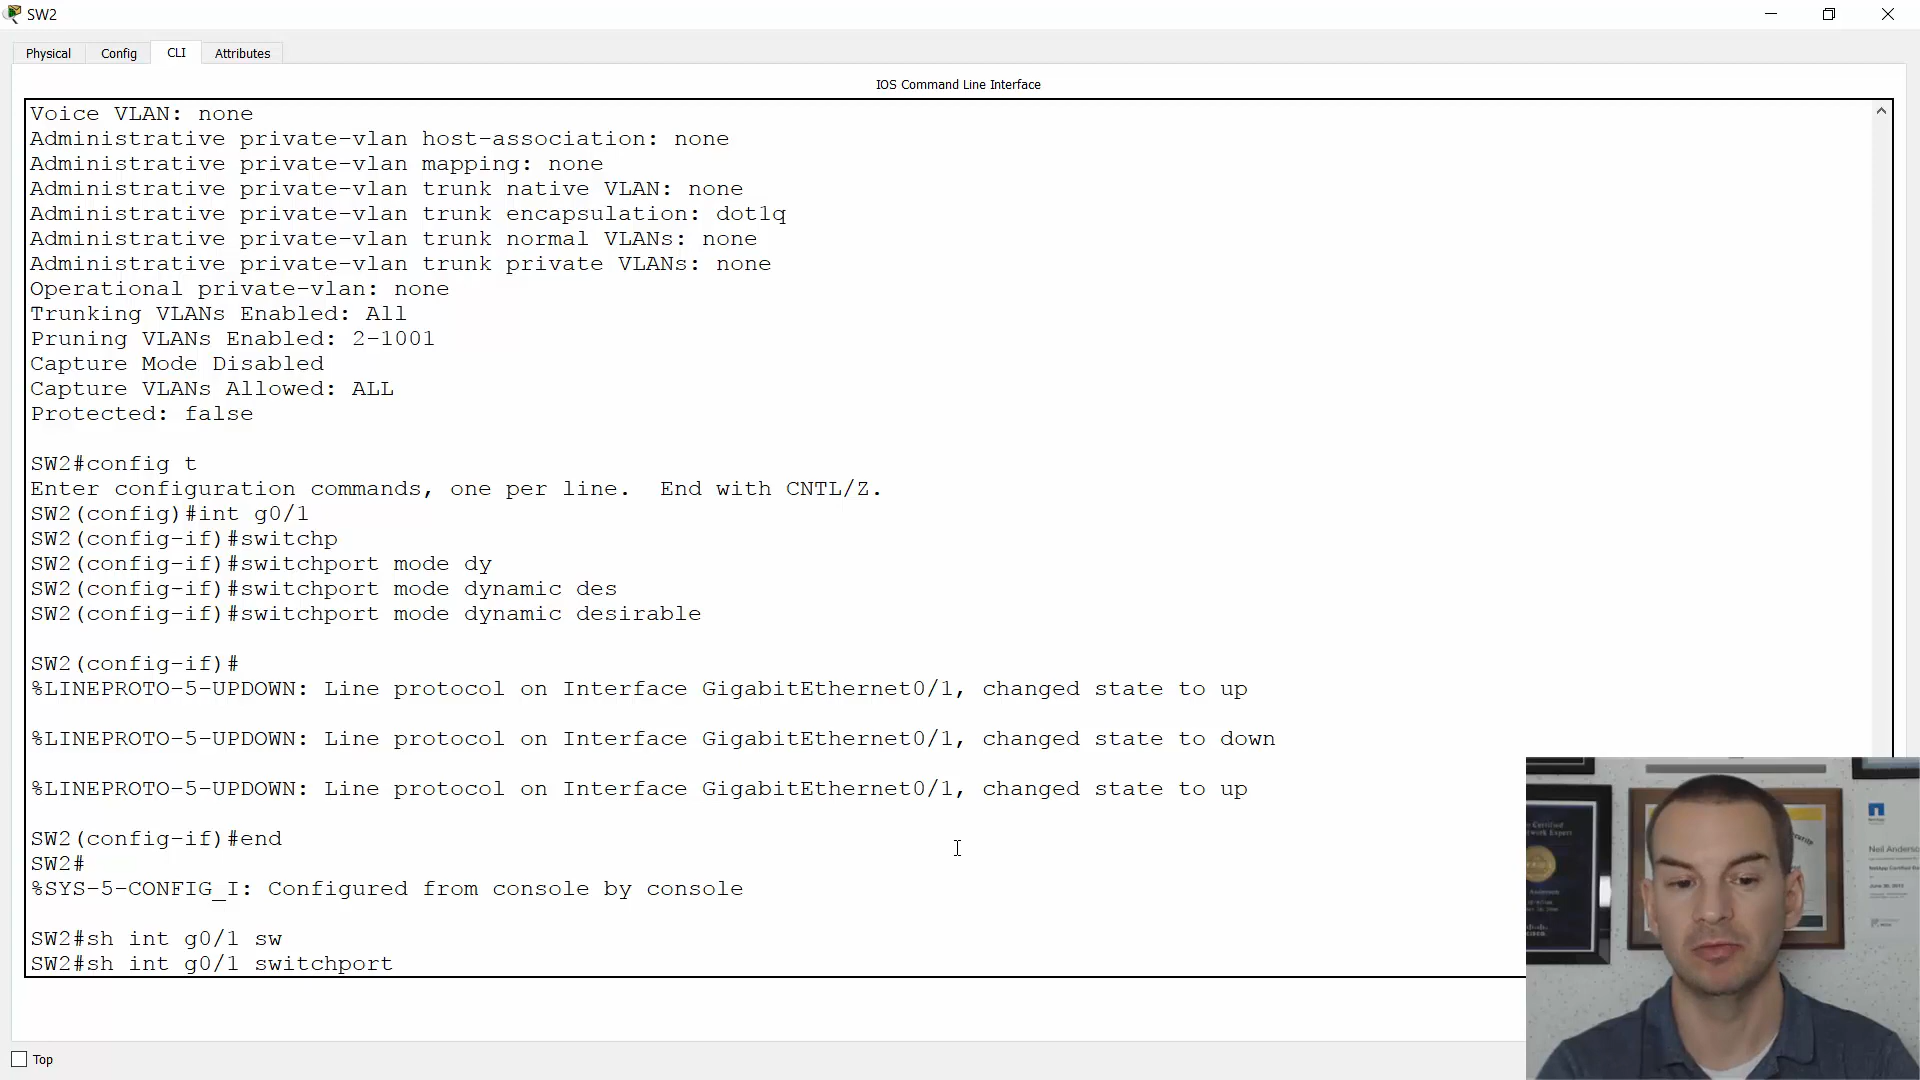 SW2
Physical
Config
CLI
Attributes
IOS Command Line Interface
Voice VLAN: none
Administrative private-vlan host-association: none
Administrative private-vlan mapping: none
Administrative private-vlan trunk native VLAN: none
Administrative private-vlan trunk encapsulation: dot1q
Administrative private-vlan trunk normal VLANs: none
Administrative private-vlan trunk private VLANs: none
Operational private-vlan: none
Trunking VLANs Enabled: All
Pruning VLANs Enabled: 2-1001
Capture Mode Disabled
Capture VLANs Allowed: ALL
Protected: false
SW2#config t
Enter configuration commands, one per line.  End with CNTL/Z.
SW2(config)#int g0/1
SW2(config-if)#switchp
SW2(config-if)#switchport mode dy
SW2(config-if)#switchport mode dynamic des
SW2(config-if)#switchport mode dynamic desirable
SW2(config-if)#
%LINEPROTO-5-UPDOWN: Line protocol on Interface GigabitEthernet0/1, changed state to up
%LINEPROTO-5-UPDOWN: Line protocol on Interface GigabitEthernet0/1, changed state to down
%LINEPROTO-5-UPDOWN: Line protocol on Interface GigabitEthernet0/1, changed state to up
SW2(config-if)#end
SW2#
%SYS-5-CONFIG_I: Configured from console by console
SW2#sh int g0/1 sw
SW2#sh int g0/1 switchport
Top